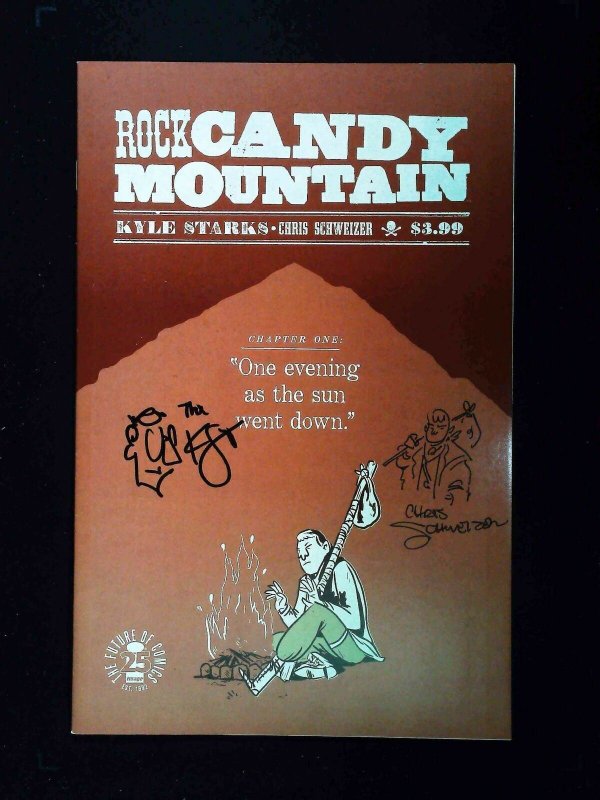 ROCK CANDY
MOUNTAIN
KYLE STARKS • CHRIS SCHWEIZER $3.99
CHAPTER ONE:
"One evening
as the sun
went down."
CHRIS
SCHWEIZER
THE FUTURE OF COMICS
25
EST. 1992